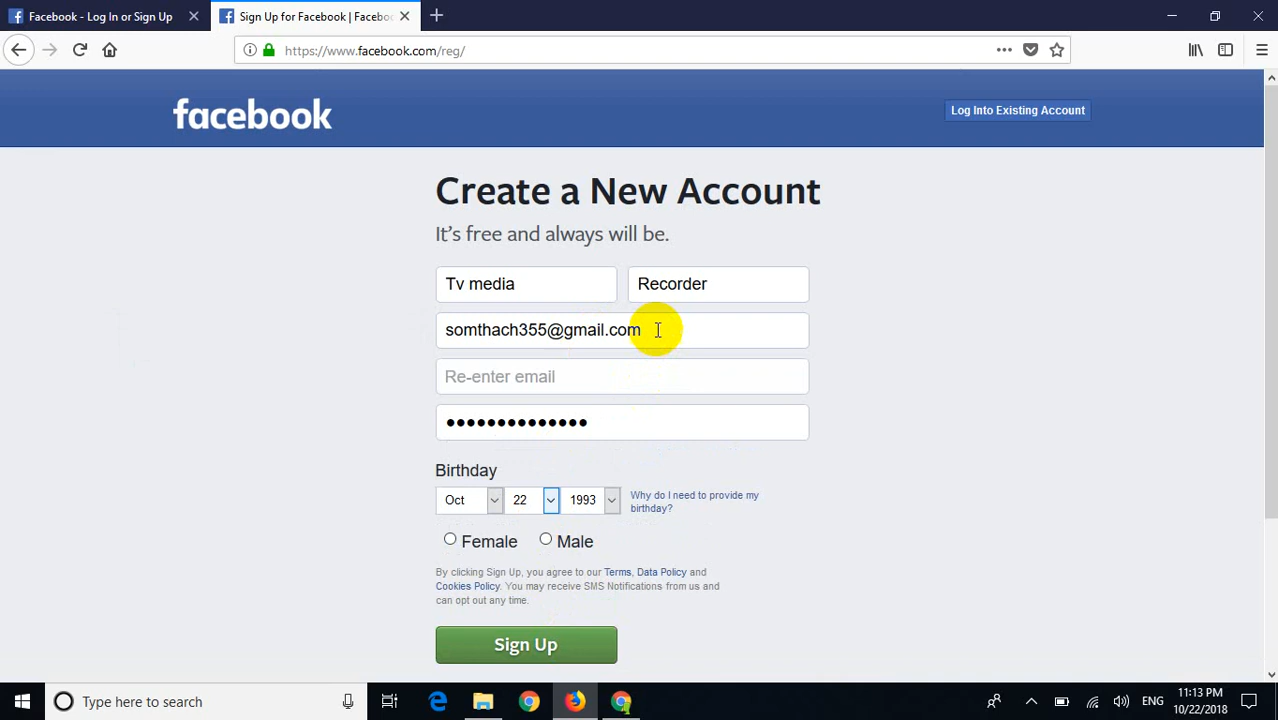 Facebook - Log In or Sign Up
Sign Up for Facebook | Facebo
https://www.facebook.com/reg/
facebook
Log Into Existing Account
Create a New Account
It's free and always will be.
Tv media
Recorder
somthach355@gmail.com
Re-enter email
••••••••••••••
Birthday
Oct
22
1993
Why do I need to provide my
birthday?
Female
Male
By clicking Sign Up, you agree to our Terms, Data Policy and
Cookies Policy. You may receive SMS Notifications from us and
can opt out any time.
Sign Up
Type here to search
ENG
11:13 PM
10/22/2018